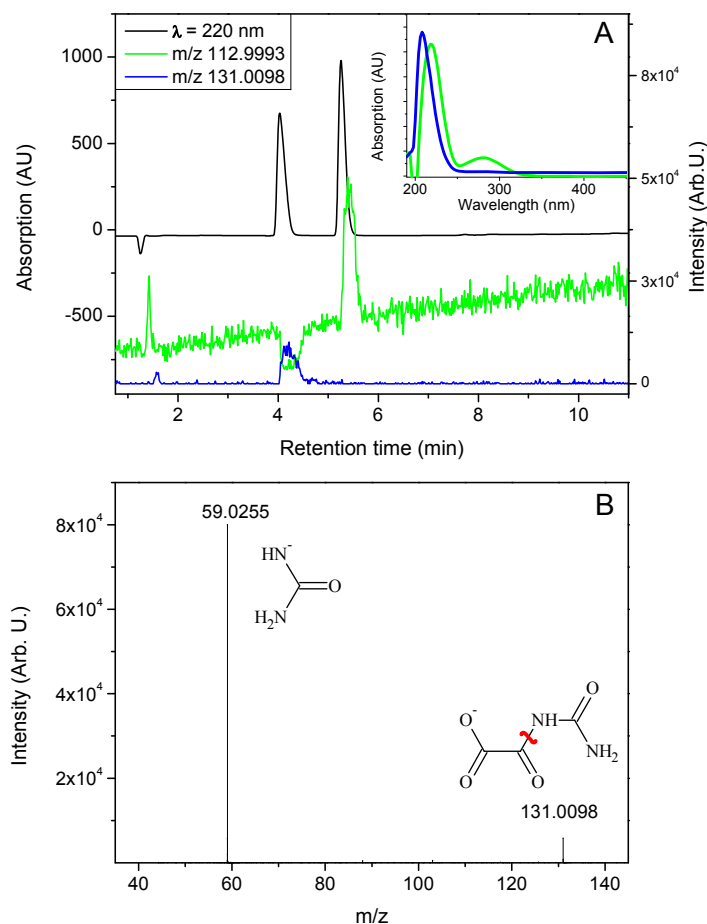 λ = 220 nm
m/z 112.9993
m/z 131.0098
A
1000
500
0
-500
Absorption (AU)
8x10⁴
5x10⁴
3x10⁴
0
Intensity (Arb.U.)
2
4
6
8
10
Retention time (min)
Absorption (AU)
200
300
400
Wavelength (nm)
B
8x10⁴
6x10⁴
4x10⁴
2x10⁴
Intensity (Arb. U.)
59.0255
HN⁻
O
H₂N
O
O⁻
NH
NH₂
O
O
131.0098
40
60
80
100
120
140
m/z